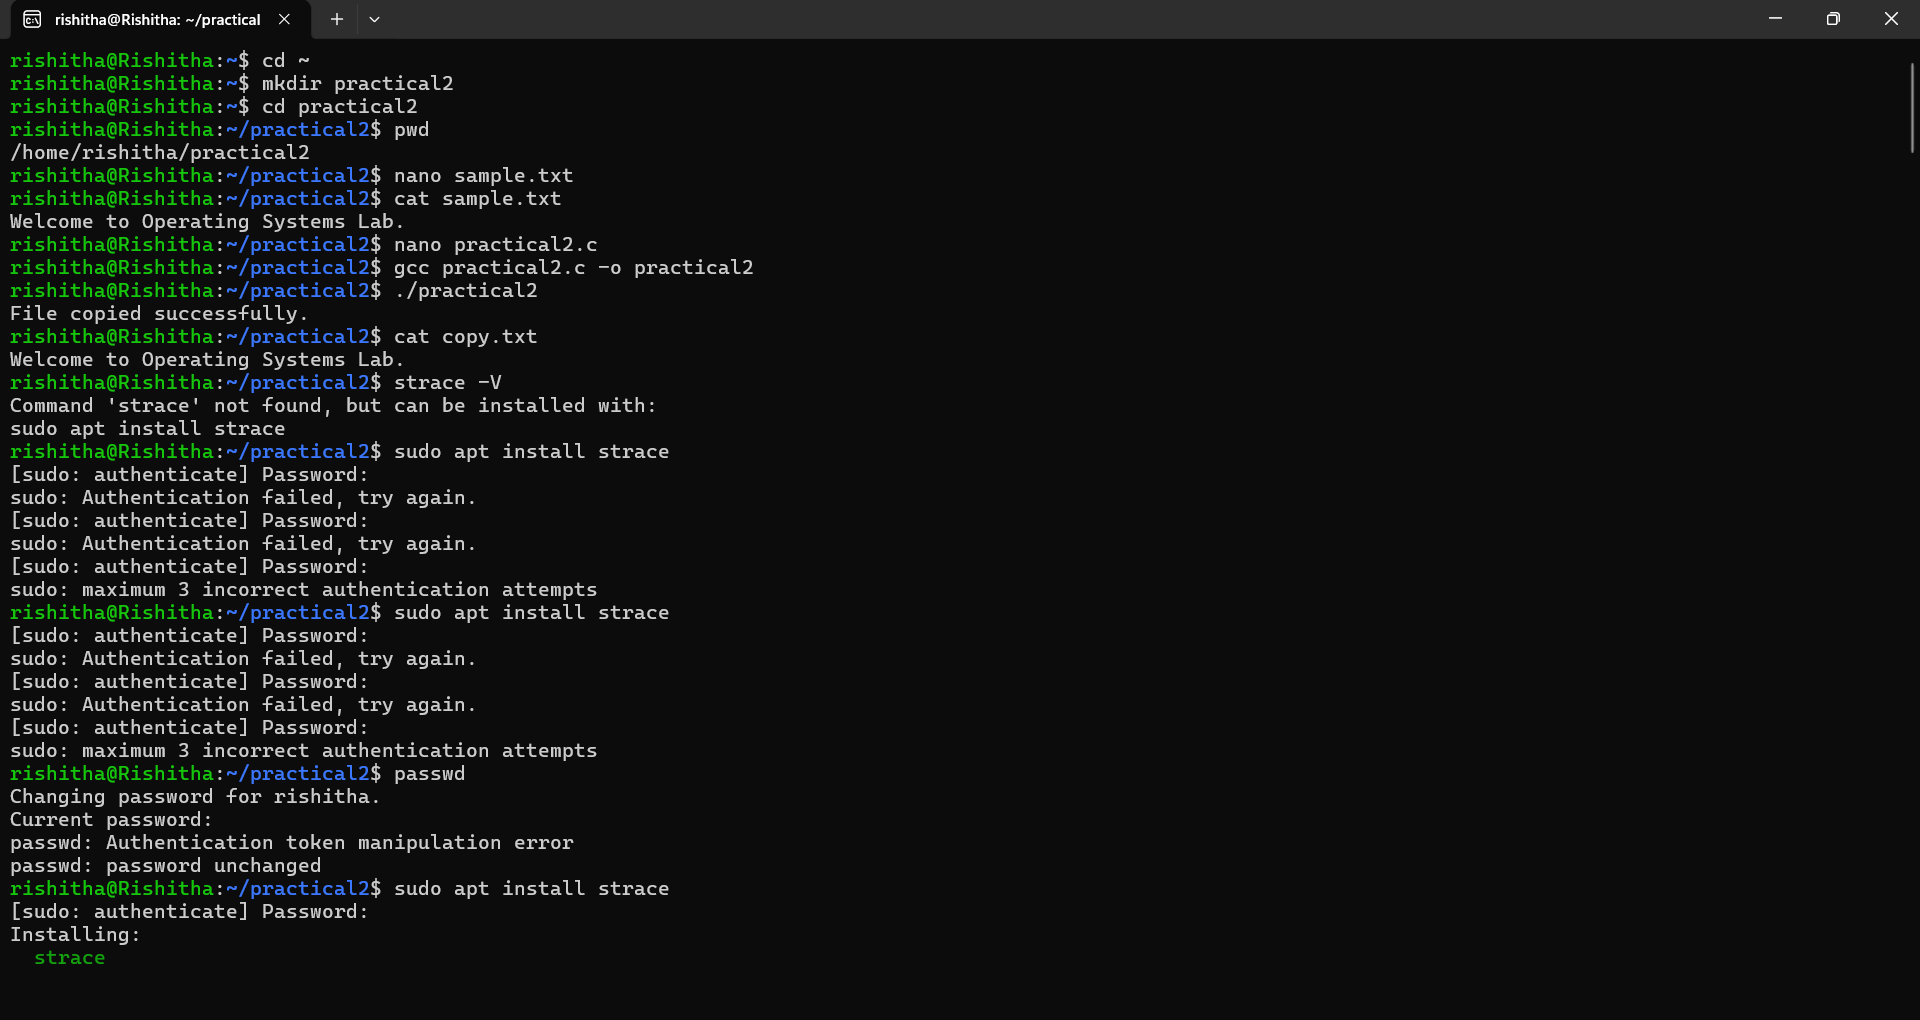 rishitha@Rishitha: ~/practical
rishitha@Rishitha:~$ cd ~
rishitha@Rishitha:~$ mkdir practical2
rishitha@Rishitha:~$ cd practical2
rishitha@Rishitha:~/practical2$ pwd
/home/rishitha/practical2
rishitha@Rishitha:~/practical2$ nano sample.txt
rishitha@Rishitha:~/practical2$ cat sample.txt
Welcome to Operating Systems Lab.
rishitha@Rishitha:~/practical2$ nano practical2.c
rishitha@Rishitha:~/practical2$ gcc practical2.c -o practical2
rishitha@Rishitha:~/practical2$ ./practical2
File copied successfully.
rishitha@Rishitha:~/practical2$ cat copy.txt
Welcome to Operating Systems Lab.
rishitha@Rishitha:~/practical2$ strace -V
Command 'strace' not found, but can be installed with:
sudo apt install strace
rishitha@Rishitha:~/practical2$ sudo apt install strace
[sudo: authenticate] Password:
sudo: Authentication failed, try again.
[sudo: authenticate] Password:
sudo: Authentication failed, try again.
[sudo: authenticate] Password:
sudo: maximum 3 incorrect authentication attempts
rishitha@Rishitha:~/practical2$ sudo apt install strace
[sudo: authenticate] Password:
sudo: Authentication failed, try again.
[sudo: authenticate] Password:
sudo: Authentication failed, try again.
[sudo: authenticate] Password:
sudo: maximum 3 incorrect authentication attempts
rishitha@Rishitha:~/practical2$ passwd
Changing password for rishitha.
Current password:
passwd: Authentication token manipulation error
passwd: password unchanged
rishitha@Rishitha:~/practical2$ sudo apt install strace
[sudo: authenticate] Password:
Installing:
  strace